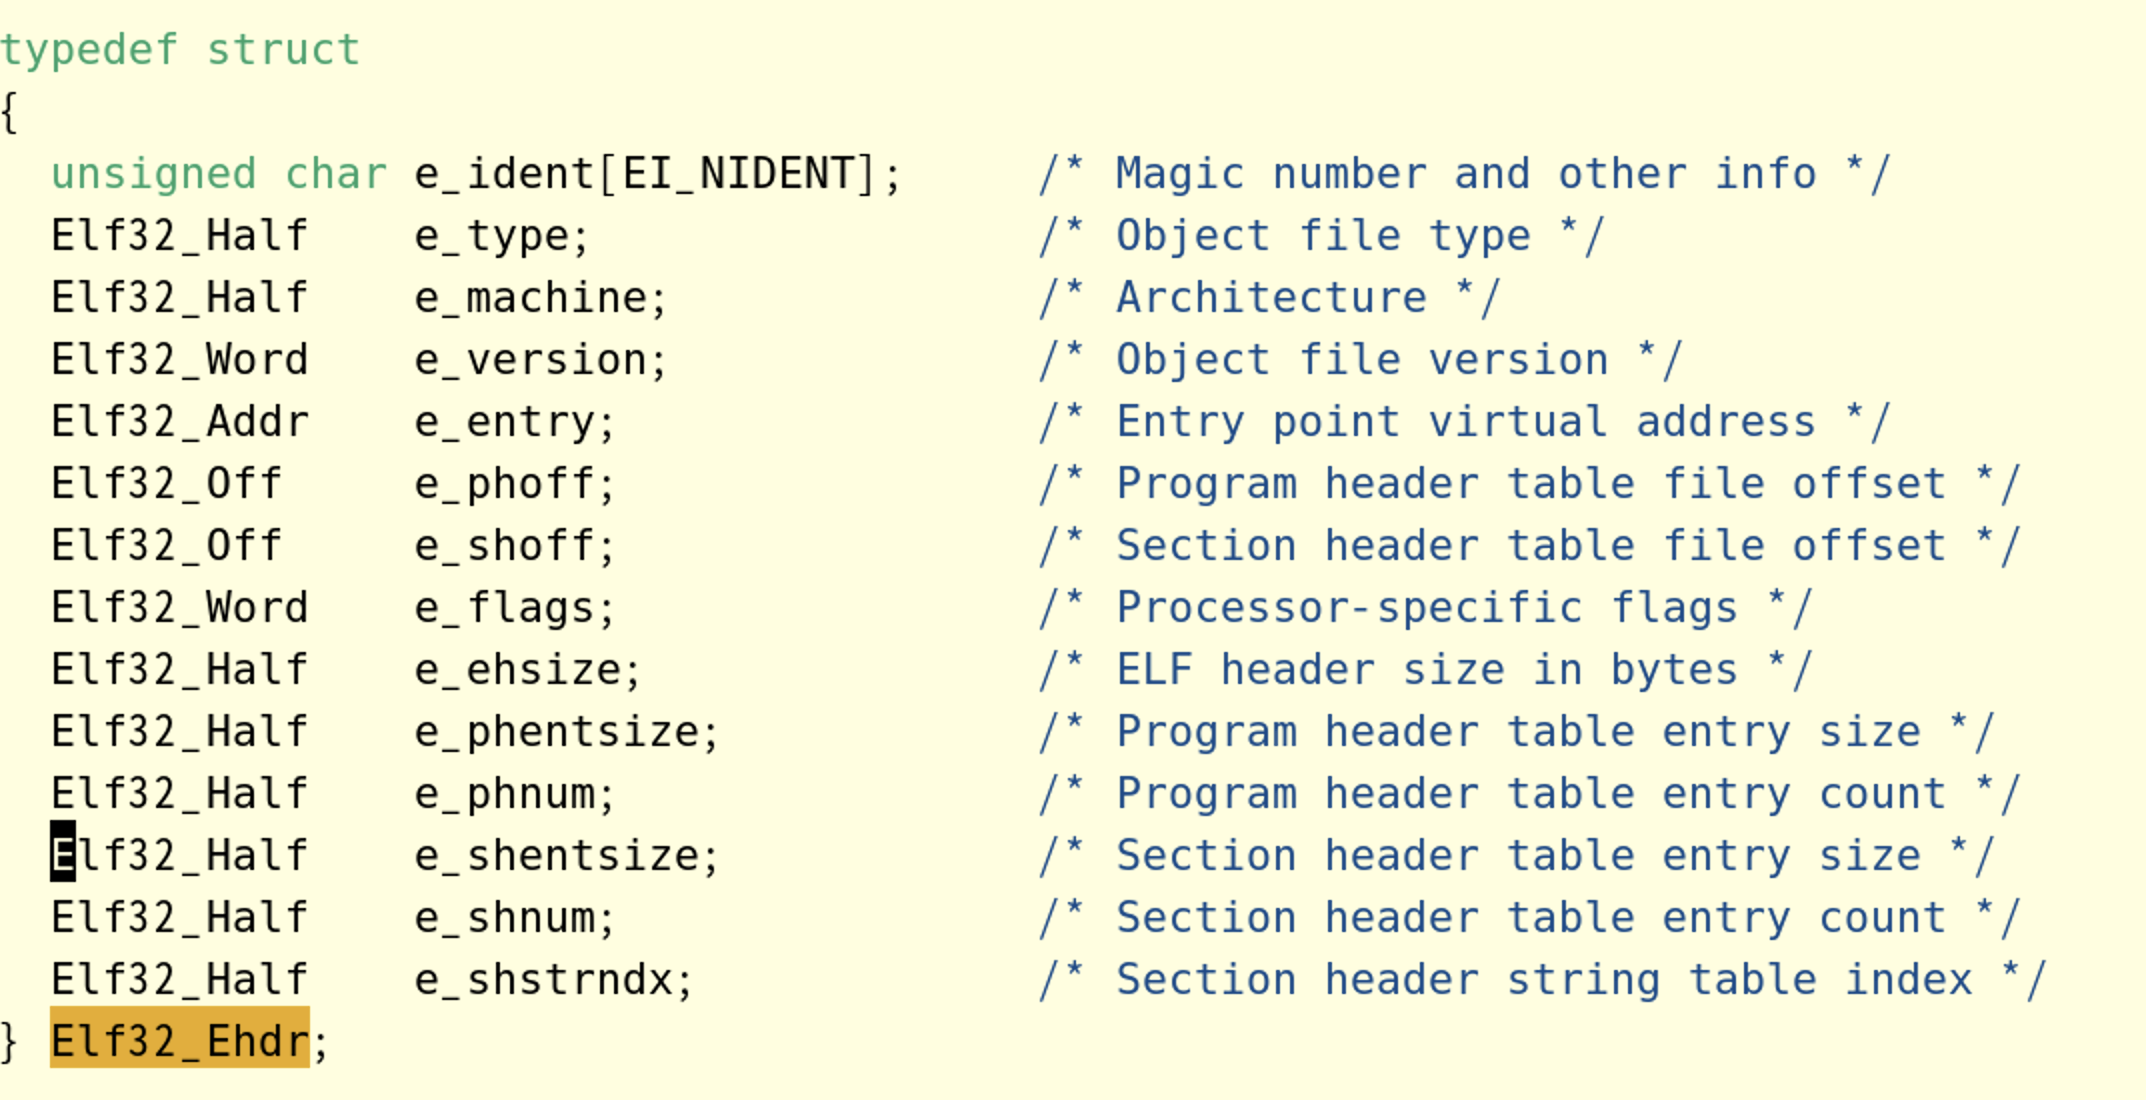 typedef struct
{
  unsigned char e_ident[EI_NIDENT];     /* Magic number and other info */
  Elf32_Half    e_type;                 /* Object file type */
  Elf32_Half    e_machine;              /* Architecture */
  Elf32_Word    e_version;              /* Object file version */
  Elf32_Addr    e_entry;                /* Entry point virtual address */
  Elf32_Off     e_phoff;                /* Program header table file offset */
  Elf32_Off     e_shoff;                /* Section header table file offset */
  Elf32_Word    e_flags;                /* Processor-specific flags */
  Elf32_Half    e_ehsize;               /* ELF header size in bytes */
  Elf32_Half    e_phentsize;            /* Program header table entry size */
  Elf32_Half    e_phnum;                /* Program header table entry count */
  Elf32_Half    e_shentsize;            /* Section header table entry size */
  Elf32_Half    e_shnum;                /* Section header table entry count */
  Elf32_Half    e_shstrndx;             /* Section header string table index */
} Elf32_Ehdr;